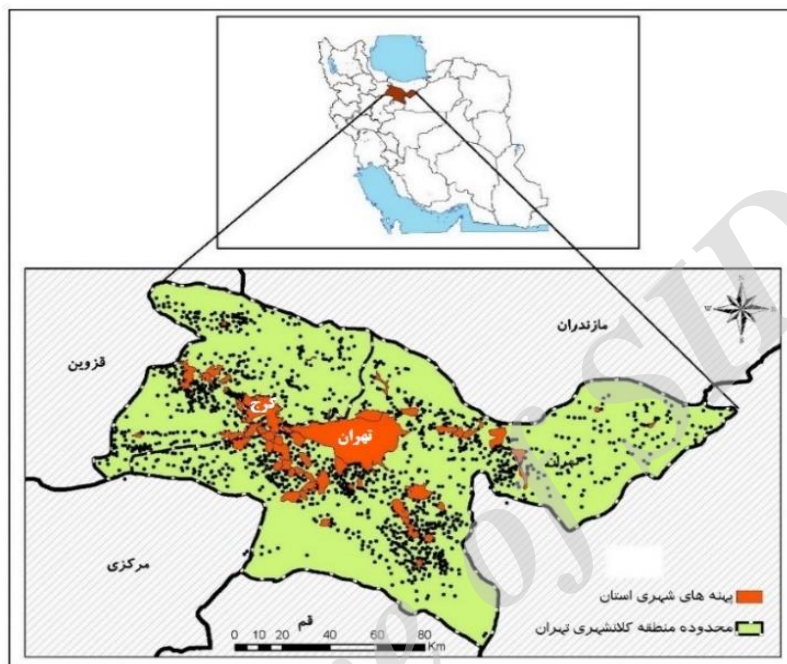 مازندران
قزوین
کرج
تهران
تهران
مرکزی
قم
پهنه های شهری استان
محدوده منطقه کلانشهری تهران
0 10 20 40 60 80
Km
N
W
E
S